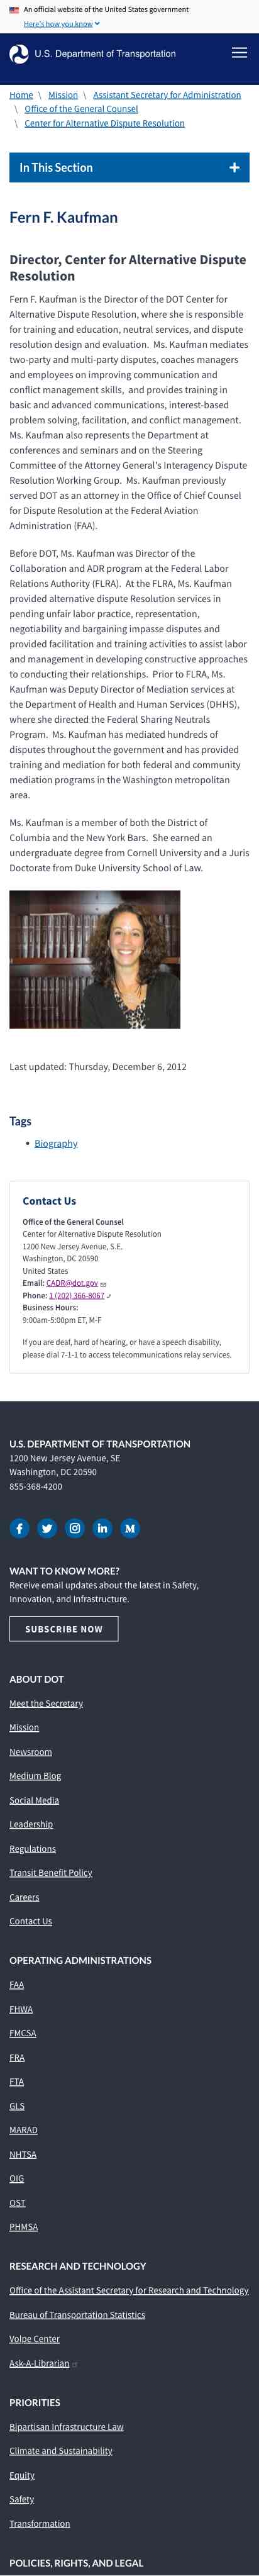 An official website of the United States government
Here's how you know
U.S. Department of Transportation
Home \ Mission \ Assistant Secretary for Administration
\ Office of the General Counsel
\ Center for Alternative Dispute Resolution
In This Section
Fern F. Kaufman
Director, Center for Alternative Dispute
Resolution
Fern F. Kaufman is the Director of the DOT Center for
Alternative Dispute Resolution, where she is responsible
for training and education, neutral services, and dispute
resolution design and evaluation.  Ms. Kaufman mediates
two-party and multi-party disputes, coaches managers
and employees on improving communication and
conflict management skills,  and provides training in
basic and advanced communications, interest-based
problem solving, facilitation, and conflict management.
Ms. Kaufman also represents the Department at
conferences and seminars and on the Steering
Committee of the Attorney General's Interagency Dispute
Resolution Working Group.  Ms. Kaufman previously
served DOT as an attorney in the Office of Chief Counsel
for Dispute Resolution at the Federal Aviation
Administration (FAA).
Before DOT, Ms. Kaufman was Director of the
Collaboration and ADR program at the Federal Labor
Relations Authority (FLRA).  At the FLRA, Ms. Kaufman
provided alternative dispute Resolution services in
pending unfair labor practice, representation,
negotiability and bargaining impasse disputes and
provided facilitation and training activities to assist labor
and management in developing constructive approaches
to conducting their relationships.  Prior to FLRA, Ms.
Kaufman was Deputy Director of Mediation services at
the Department of Health and Human Services (DHHS),
where she directed the Federal Sharing Neutrals
Program.  Ms. Kaufman has mediated hundreds of
disputes throughout the government and has provided
training and mediation for both federal and community
mediation programs in the Washington metropolitan
area.
Ms. Kaufman is a member of both the District of
Columbia and the New York Bars.  She earned an
undergraduate degree from Cornell University and a Juris
Doctorate from Duke University School of Law.
Last updated: Thursday, December 6, 2012
Tags
• Biography
Contact Us
Office of the General Counsel
Center for Alternative Dispute Resolution
1200 New Jersey Avenue, S.E.
Washington, DC 20590
United States
Email: CADR@dot.gov
Phone: 1 (202) 366-8067
Business Hours:
9:00am-5:00pm ET, M-F
If you are deaf, hard of hearing, or have a speech disability,
please dial 7-1-1 to access telecommunications relay services.
U.S. DEPARTMENT OF TRANSPORTATION
1200 New Jersey Avenue, SE
Washington, DC 20590
855-368-4200
WANT TO KNOW MORE?
Receive email updates about the latest in Safety,
Innovation, and Infrastructure.
SUBSCRIBE NOW
ABOUT DOT
Meet the Secretary
Mission
Newsroom
Medium Blog
Social Media
Leadership
Regulations
Transit Benefit Policy
Careers
Contact Us
OPERATING ADMINISTRATIONS
FAA
FHWA
FMCSA
FRA
FTA
GLS
MARAD
NHTSA
OIG
OST
PHMSA
RESEARCH AND TECHNOLOGY
Office of the Assistant Secretary for Research and Technology
Bureau of Transportation Statistics
Volpe Center
Ask-A-Librarian
PRIORITIES
Bipartisan Infrastructure Law
Climate and Sustainability
Equity
Safety
Transformation
POLICIES, RIGHTS, AND LEGAL